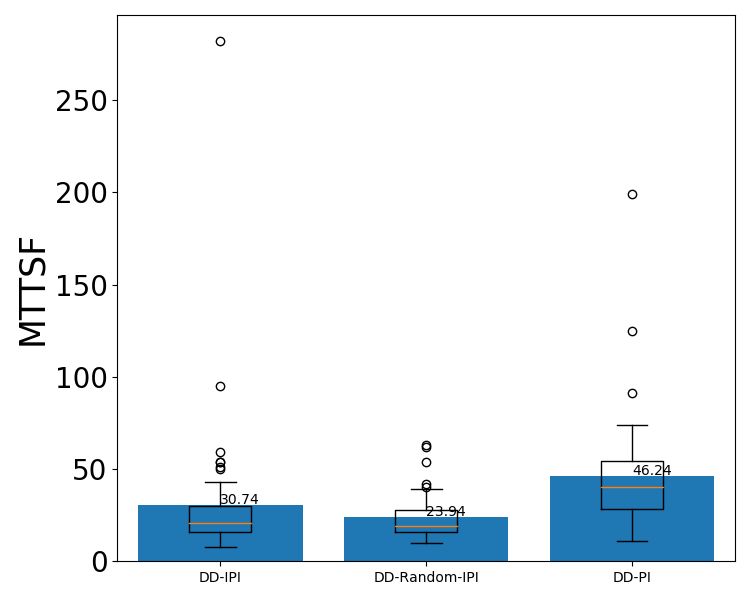 MTTSF
250
200
150
100
50
0
30.74
23.94
46.24
DD-IPI
DD-Random-IPI
DD-PI